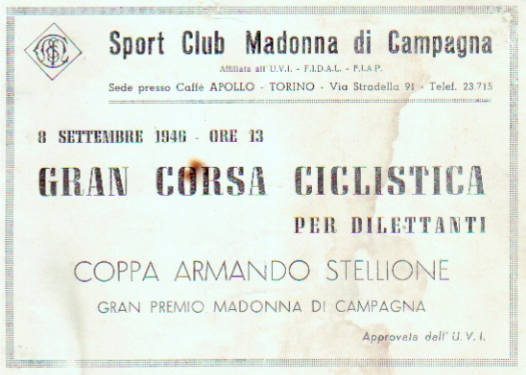 Sport Club Madonna di Campagna
Affiliata all'U.V.I. - F.I.D.A.L. - F.I.A.P.
Sede presso Caffè APOLLO - TORINO - Via Stradella 91 - Telef. 23.715
8 SETTEMBRE 1946 - ORE 13
GRAN CORSA CICLISTICA
PER DILETTANTI
COPPA ARMANDO STELLIONE
GRAN PREMIO MADONNA DI CAMPAGNA
Approvata dell'U.V.I.